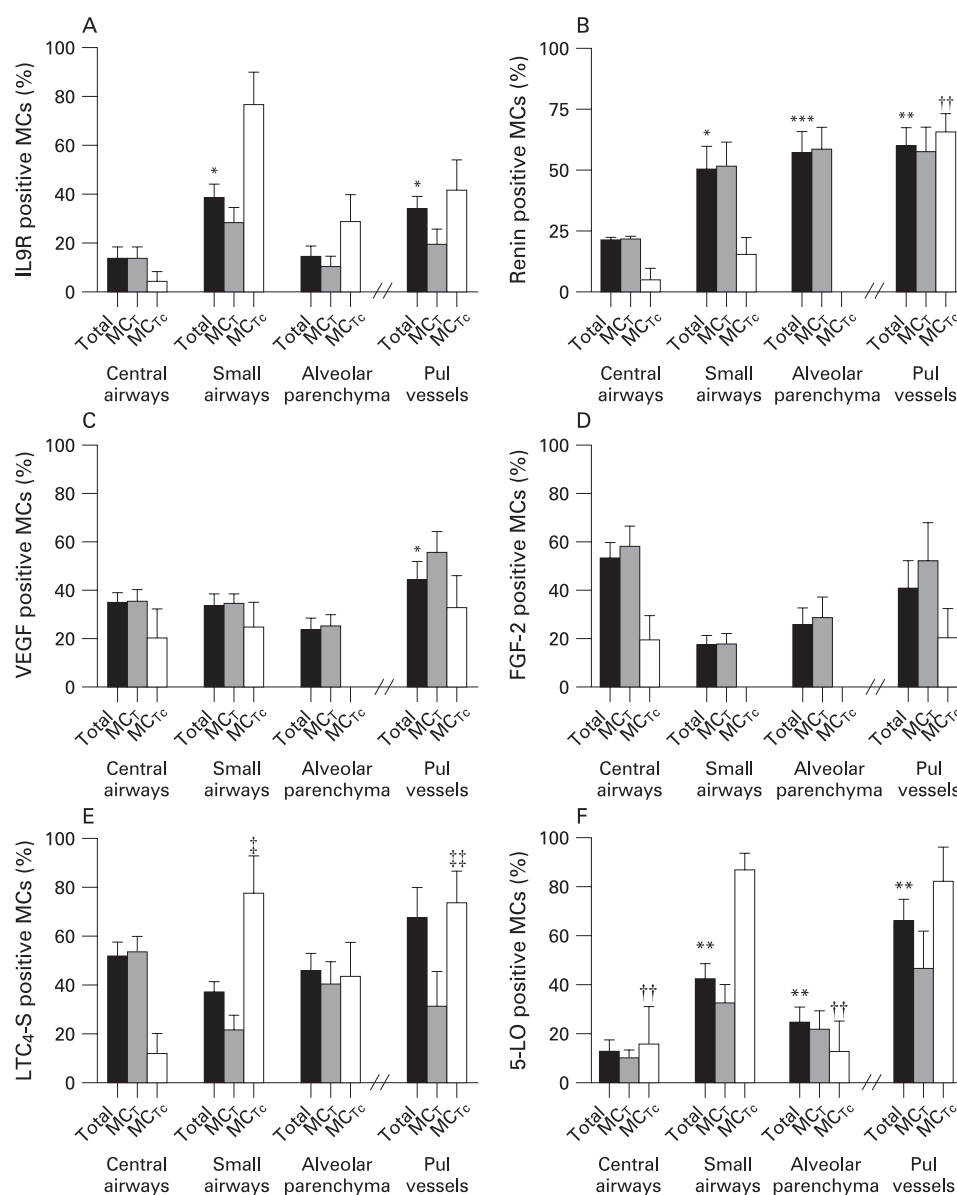 A
IL9R positive MCs (%)
100
80
60
40
20
0
*
*
Total MCT MCTc Total MCT MCTc Total MCT MCTc Total MCT MCTc
Central airways
Small airways
Alveolar parenchyma
Pul vessels
B
Renin positive MCs (%)
100
75
50
25
0
*
***
**
††
Total MCT MCTc Total MCT MCTc Total MCT MCTc Total MCT MCTc
Central airways
Small airways
Alveolar parenchyma
Pul vessels
C
VEGF positive MCs (%)
100
80
60
40
20
0
*
Total MCT MCTc Total MCT MCTc Total MCT MCTc Total MCT MCTc
Central airways
Small airways
Alveolar parenchyma
Pul vessels
D
FGF-2 positive MCs (%)
100
80
60
40
20
0
Total MCT MCTc Total MCT MCTc Total MCT MCTc Total MCT MCTc
Central airways
Small airways
Alveolar parenchyma
Pul vessels
E
LTC4-S positive MCs (%)
100
80
60
40
20
0
‡
‡‡
Total MCT MCTc Total MCT MCTc Total MCT MCTc Total MCT MCTc
Central airways
Small airways
Alveolar parenchyma
Pul vessels
F
5-LO positive MCs (%)
100
80
60
40
20
0
††
**
**
††
**
Total MCT MCTc Total MCT MCTc Total MCT MCTc Total MCT MCTc
Central airways
Small airways
Alveolar parenchyma
Pul vessels